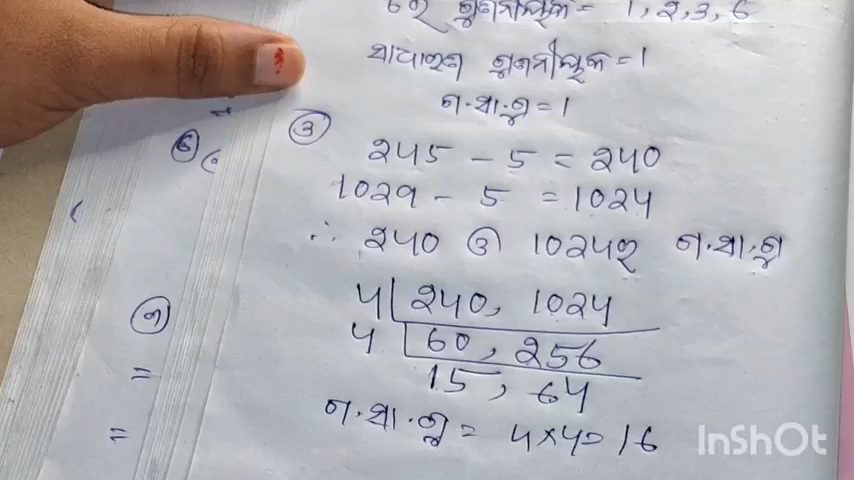 ର ଗୁଣନୀୟକ = 1, 2, 3, 6
ସାଧାରଣ ଗୁଣନୀୟକ = 1
ଗ.ସା.ଗୁ = 1
③
245 - 5 = 240
1029 - 5 = 1024
∴ 240 ଓ 1024ର ଗ.ସା.ଗୁ
4 240, 1024
4 60, 256
15, 64
ଗ.ସା.ଗୁ = 4×4= 16
=
=
InShOt